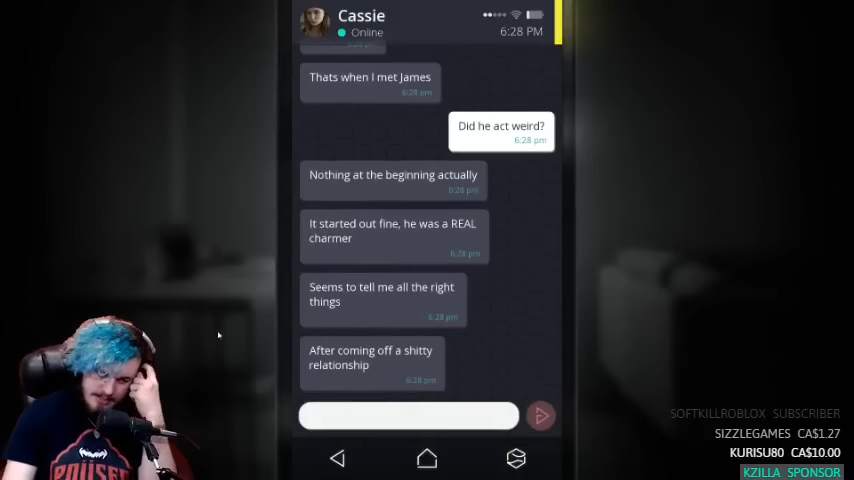 Cassie
Online
6:28 PM
Thats when I met James
6:28 pm
Did he act weird?
6:28 pm
Nothing at the beginning actually
6:28 pm
It started out fine, he was a REAL
charmer
6:28 pm
Seems to tell me all the right
things
6:28 pm
After coming off a shitty
relationship
6:28 pm
SOFTKILLROBLOX SUBSCRIBER
SIZZLEGAMES CA$1.27
KURISU80 CA$10.00
KZILLA SPONSOR